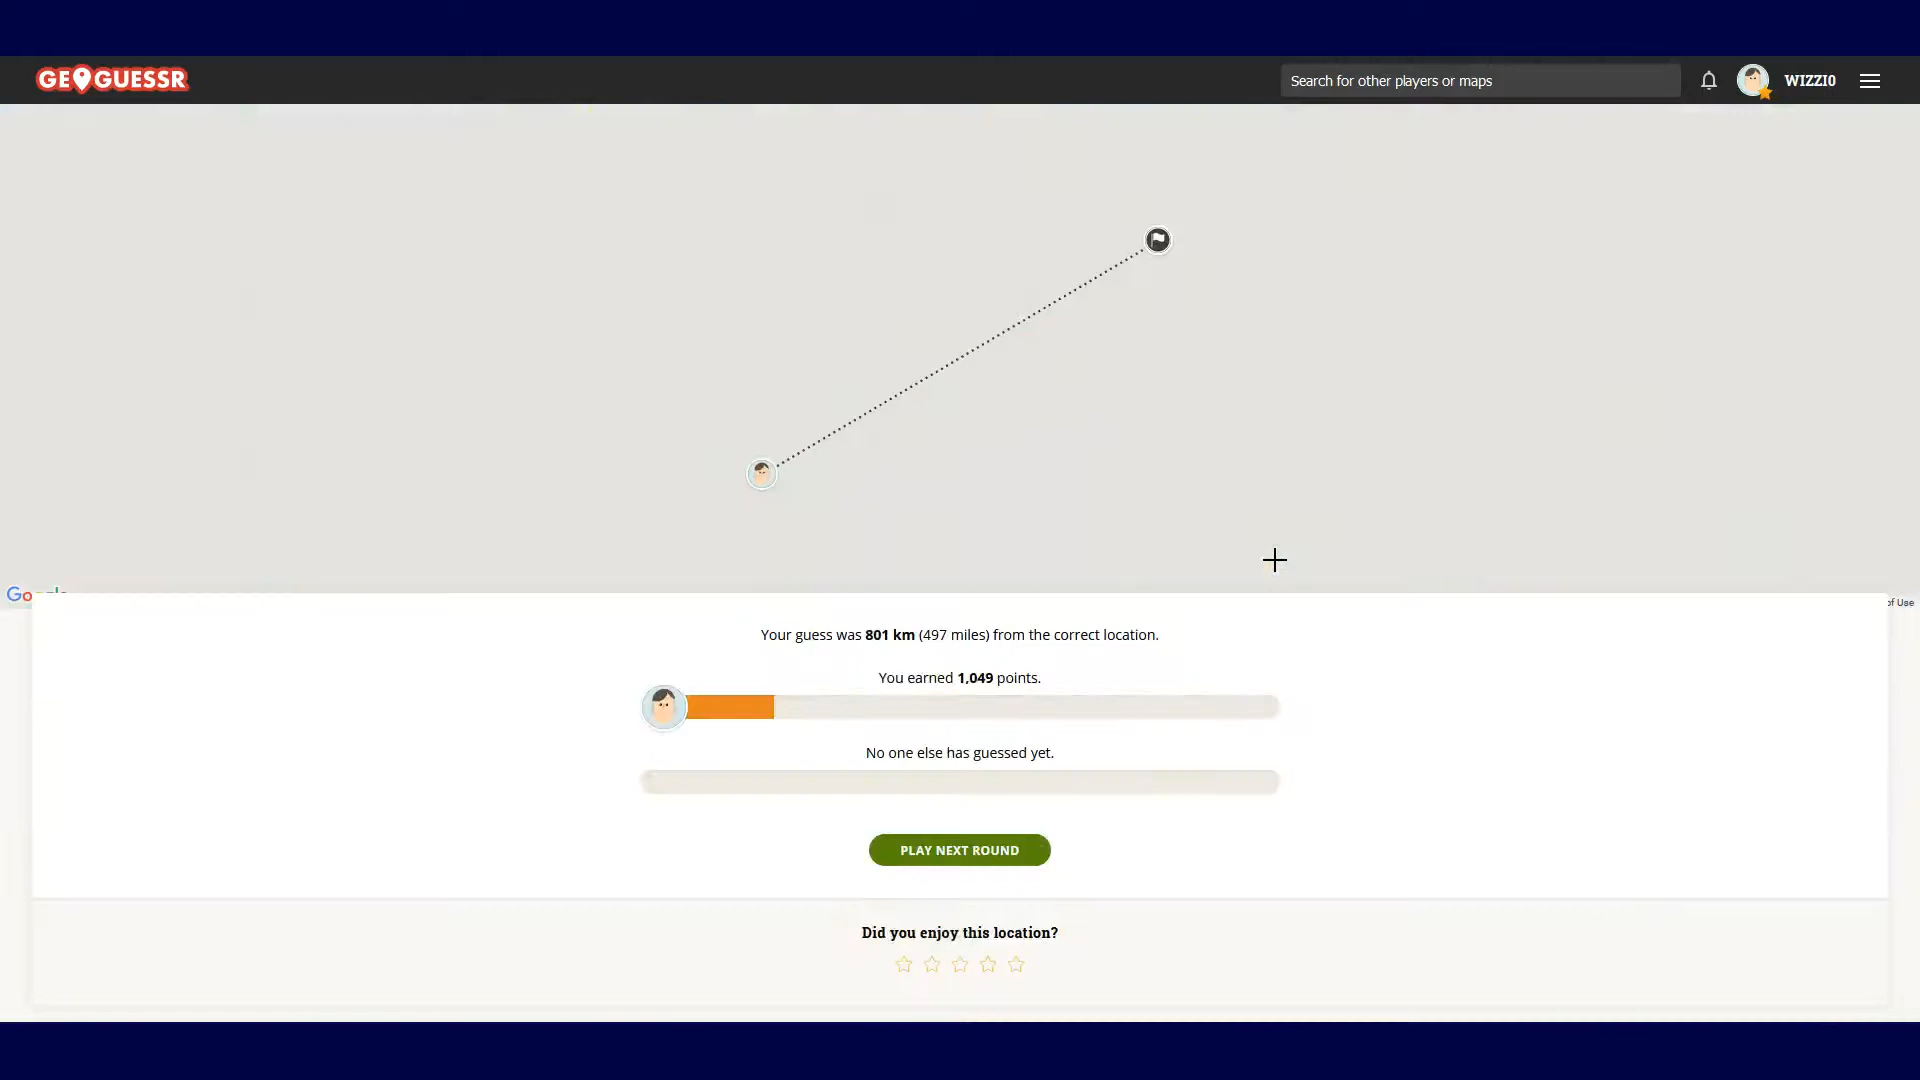 GEOGUESSR
Search for other players or maps
WIZZI0
of Use
Your guess was 801 km (497 miles) from the correct location.
You earned 1,049 points.
No one else has guessed yet.
PLAY NEXT ROUND
Did you enjoy this location?